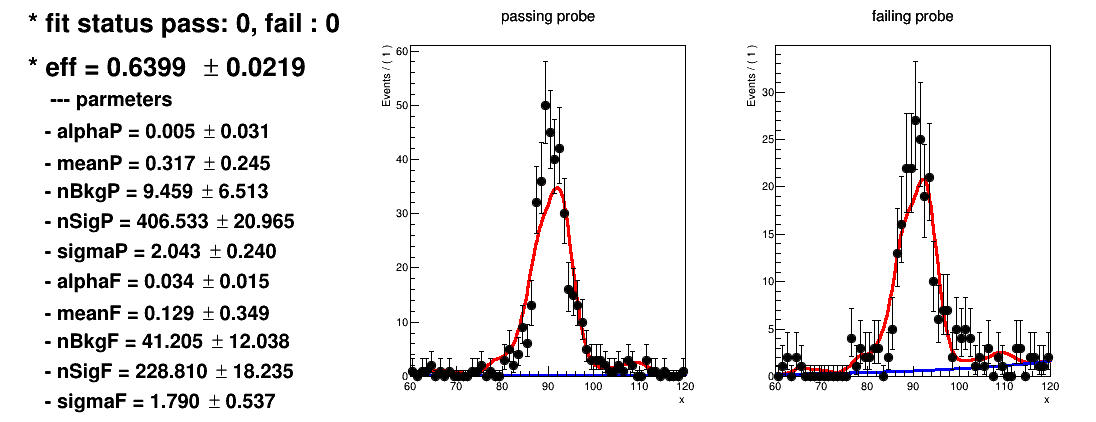 * fit status pass: 0, fail : 0
* eff = 0.6399 ± 0.0219
--- parmeters
- alphaP = 0.005 ± 0.031
- meanP = 0.317 ± 0.245
- nBkgP = 9.459 ± 6.513
- nSigP = 406.533 ± 20.965
- sigmaP = 2.043 ± 0.240
- alphaF = 0.034 ± 0.015
- meanF = 0.129 ± 0.349
- nBkgF = 41.205 ± 12.038
- nSigF = 228.810 ± 18.235
- sigmaF = 1.790 ± 0.537
passing probe
Events / ( 1 )
60
50
40
30
20
10
0
60 70 80 90 100 110 120
x
failing probe
Events / ( 1 )
30
25
20
15
10
5
0
60 70 80 90 100 110 120
x